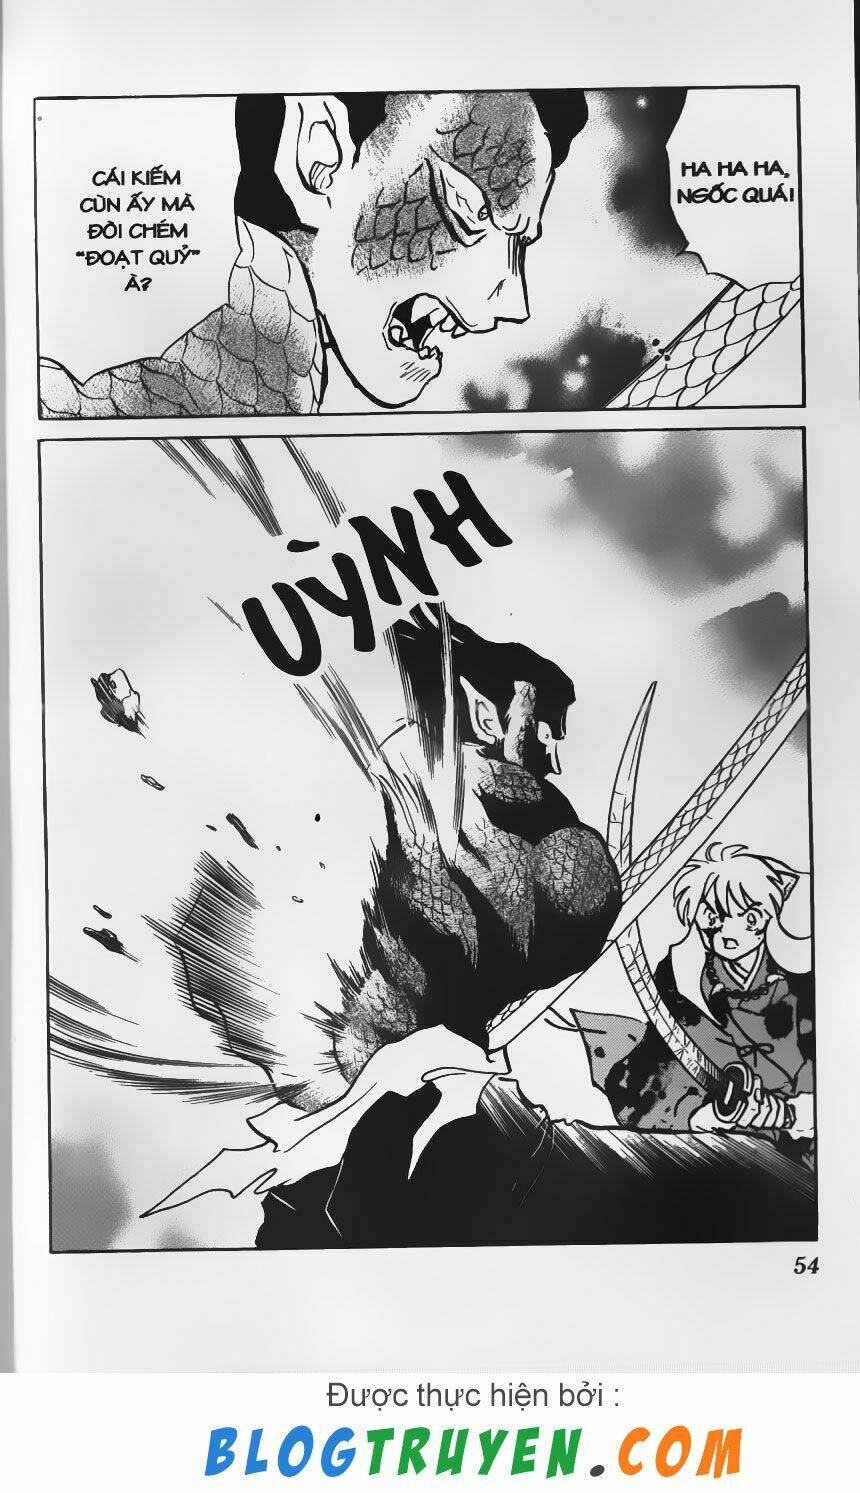 HA HA HA,
NGỐC QUÁ!
CÁI KIẾM
CÙN ẤY MÀ
ĐÒI CHÉM
"ĐOẠT QUỶ"
À?
UỲNH
54
Được thực hiện bởi :
BLOGTRUYEN.COM